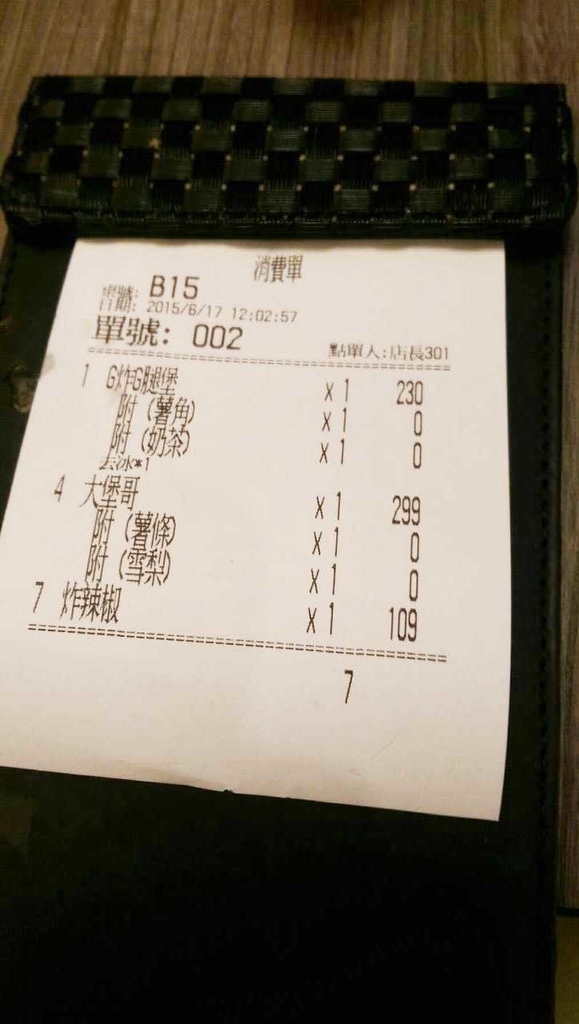 消費單
桌號: B15
日期: 2015/6/17 12:02:57
單號: 002 點單人:店長301
1 G炸G腿堡 x 1 230
附 (薯角) x 1 0
附 (奶茶) x 1 0
去冰*1
4 大堡哥 x 1 299
附 (薯條) x 1 0
附 (雪梨) x 1 0
7 炸辣椒 x 1 109
7